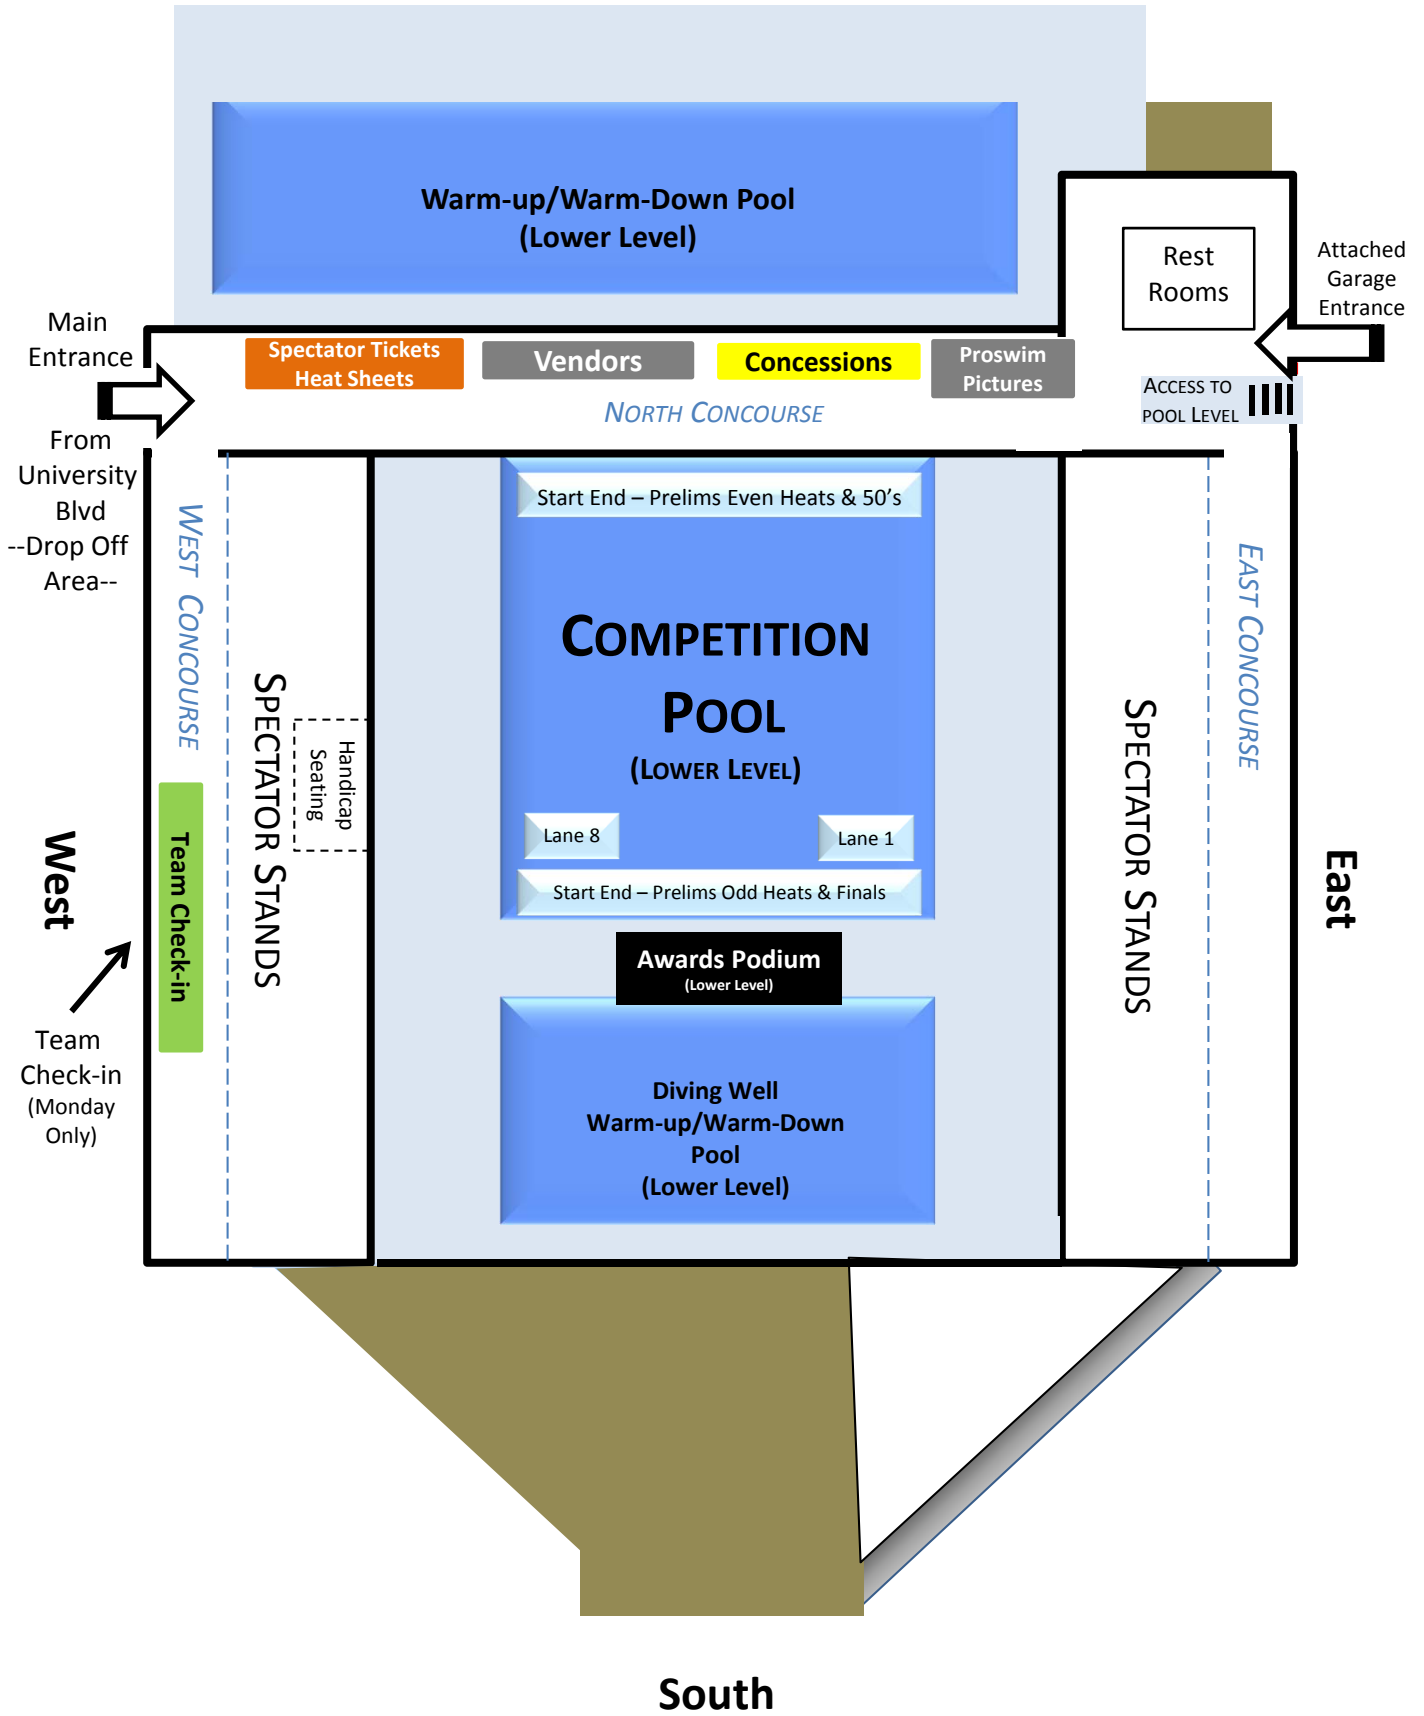 Warm-up/Warm-Down Pool
(Lower Level)
Rest
Rooms
Attached
Garage
Entrance
Main
Entrance
Spectator Tickets
Heat Sheets
Vendors
Concessions
Proswim
Pictures
ACCESS TO
POOL LEVEL
NORTH CONCOURSE
From
University
Blvd
--Drop Off
Area--
WEST CONCOURSE
Start End – Prelims Even Heats & 50's
EAST CONCOURSE
COMPETITION
POOL
(LOWER LEVEL)
SPECTATOR STANDS
Handicap
Seating
SPECTATOR STANDS
Lane 8
Lane 1
Start End – Prelims Odd Heats & Finals
West
Team Check-in
East
Awards Podium
(Lower Level)
Team
Check-in
(Monday
Only)
Diving Well
Warm-up/Warm-Down
Pool
(Lower Level)
South